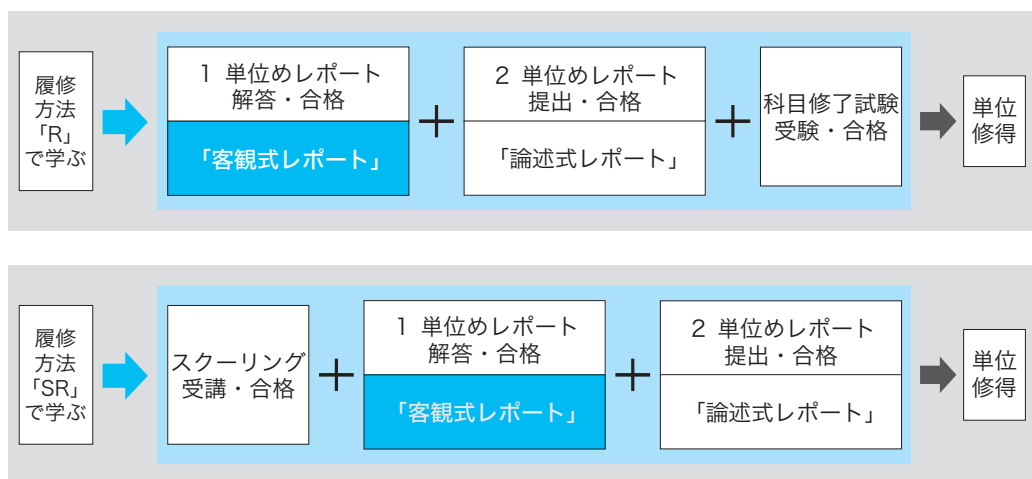 履修
方法
「R」
で学ぶ
1 単位めレポート
解答・合格
「客観式レポート」
＋
2 単位めレポート
提出・合格
「論述式レポート」
＋
科目修了試験
受験・合格
単位
修得
履修
方法
「SR」
で学ぶ
スクーリング
受講・合格
＋
1 単位めレポート
解答・合格
「客観式レポート」
＋
2 単位めレポート
提出・合格
「論述式レポート」
単位
修得